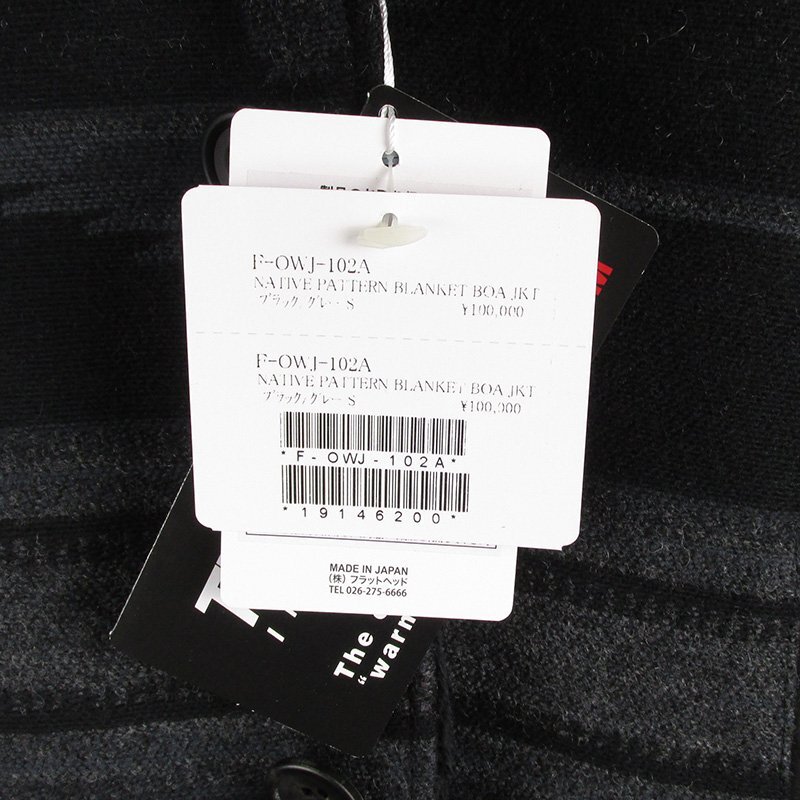 F-OWJ-102A
NATIVE PATTERN BLANKET BOA JKT
ブラック/グレー S ¥100,000
F-OWJ-102A
NATIVE PATTERN BLANKET BOA JKT
ブラック/グレー S ¥100,000
*F-OWJ-102A*
*19146200*
MADE IN JAPAN
(株) フラットヘッド
TEL 026-275-6666
The
"warm